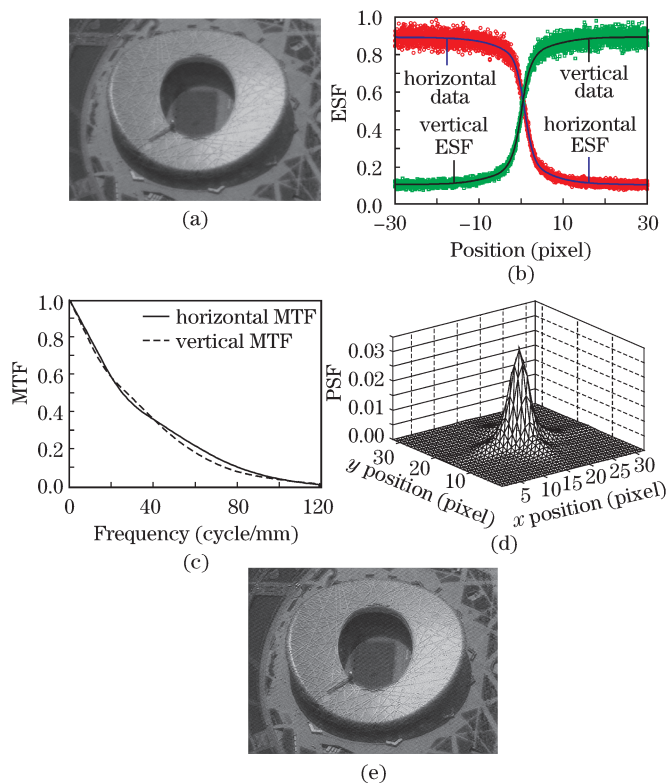 (a)
ESF
1.0
0.8
0.6
0.4
0.2
0.0
horizontal data
vertical data
vertical ESF
horizontal ESF
−30
−10
0
10
30
Position (pixel)
(b)
MTF
1.0
0.8
0.6
0.4
0.2
0.0
horizontal MTF
vertical MTF
0
40
80
120
Frequency (cycle/mm)
(c)
PSF
0.03
0.02
0.01
0.01
0.00
30
20
10
y position (pixel)
5
10
15
20
25
30
x position (pixel)
(d)
(e)